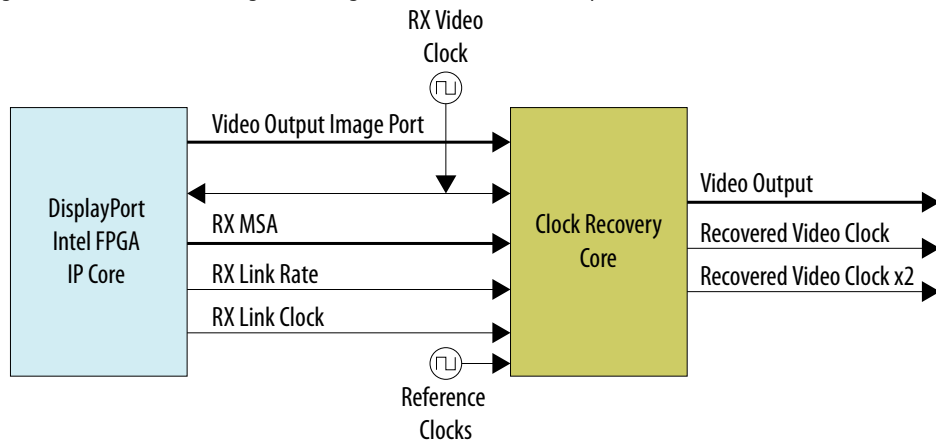 RX Video
Clock
Video Output Image Port
DisplayPort
Intel FPGA
IP Core
RX MSA
RX Link Rate
RX Link Clock
Clock Recovery
Core
Video Output
Recovered Video Clock
Recovered Video Clock x2
Reference
Clocks